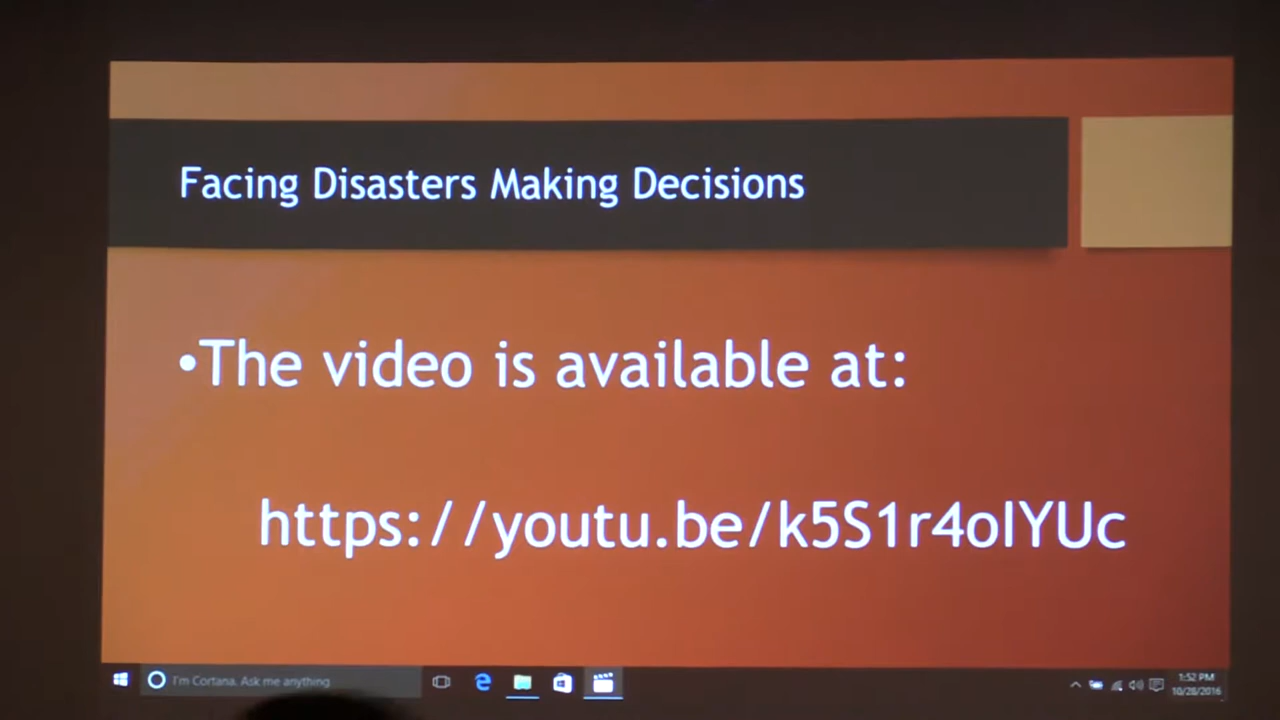 Facing Disasters Making Decisions
•The video is available at:
https://youtu.be/k5S1r4oIYUc
I'm Cortana. Ask me anything
1:52 PM
10/28/2016